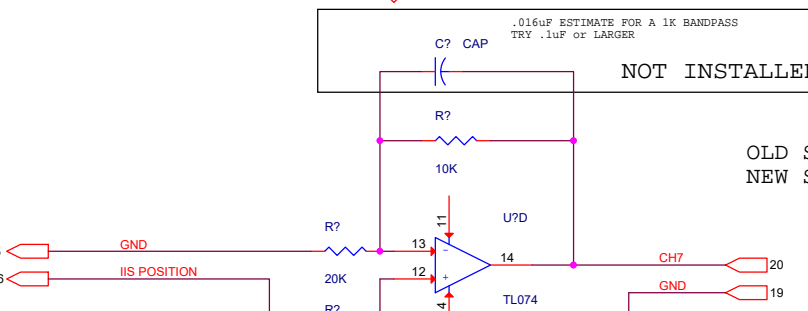 .016uF ESTIMATE FOR A 1K BANDPASS
TRY .1uF or LARGER
C? CAP
NOT INSTALLE
R?
10K
OLD
NEW
11
U?D
R?
13
14
GND
CH7
20
IIS POSITION
20K
12
GND
19
R?
4
TL074